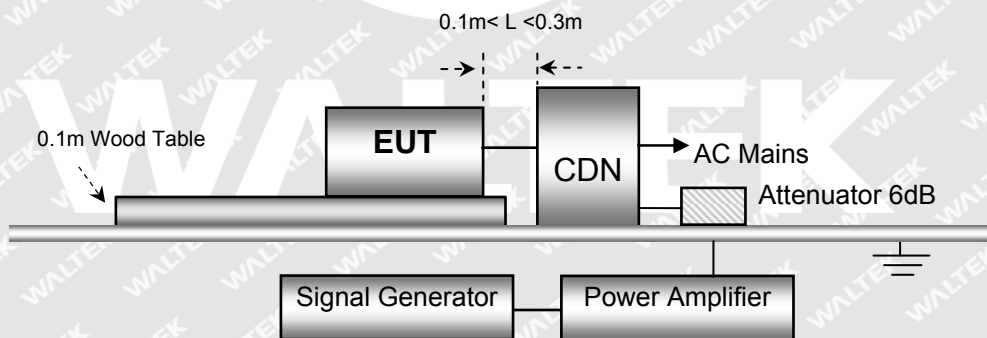 0.1m< L <0.3m
0.1m Wood Table
EUT
CDN
AC Mains
Attenuator 6dB
Signal Generator
Power Amplifier
WALTEK